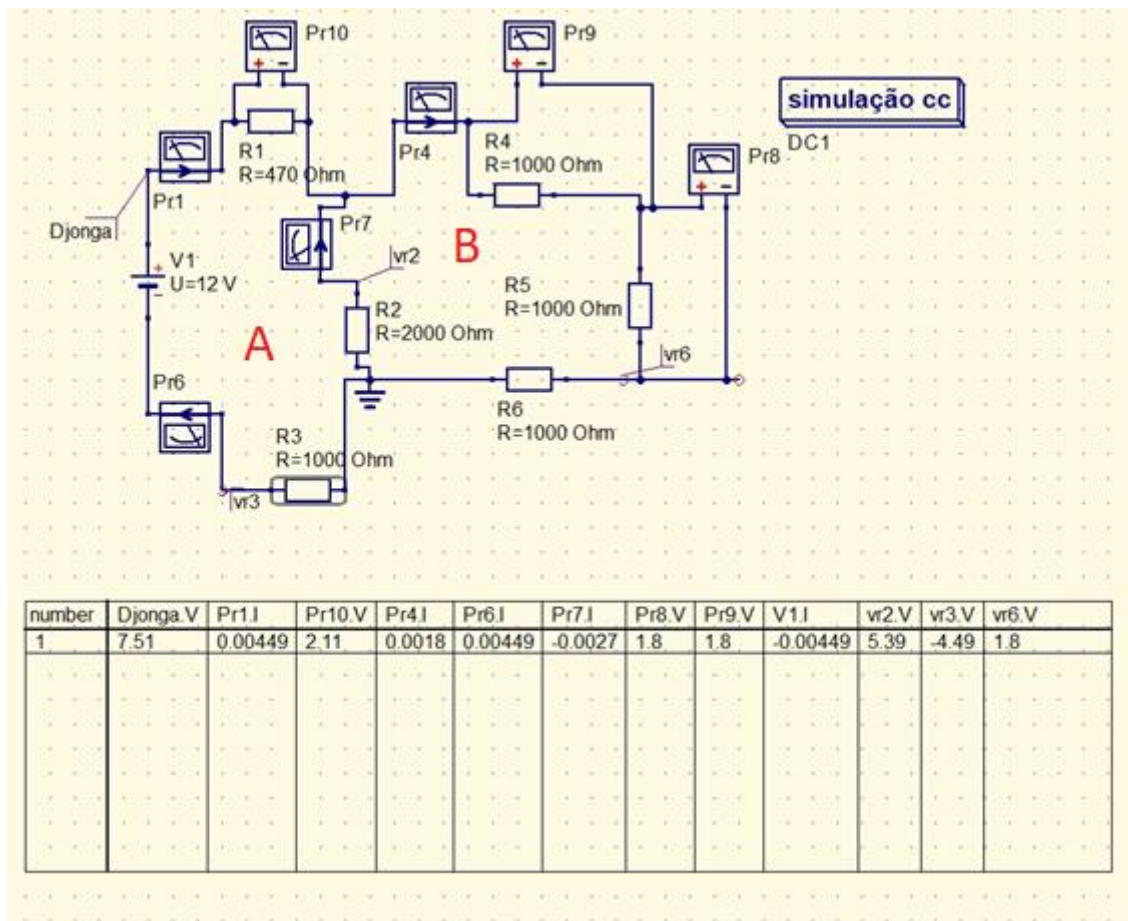 Pr10
Pr9
simulação cc
DC1
Pr8
R1
R=470 Ohm
Pr4
R4
R=1000 Ohm
Pr1
Djonga
Pr7
vr2
B
V1
U=12 V
R5
R=1000 Ohm
R2
R=2000 Ohm
A
vr6
Pr6
R6
R=1000 Ohm
R3
R=1000 Ohm
vr3
number Djonga.V Pr1.I Pr10.V Pr4.I Pr6.I Pr7.I Pr8.V Pr9.V V1.I vr2.V vr3.V vr6.V
1 7.51 0.00449 2.11 0.0018 0.00449 -0.0027 1.8 1.8 -0.00449 5.39 -4.49 1.8